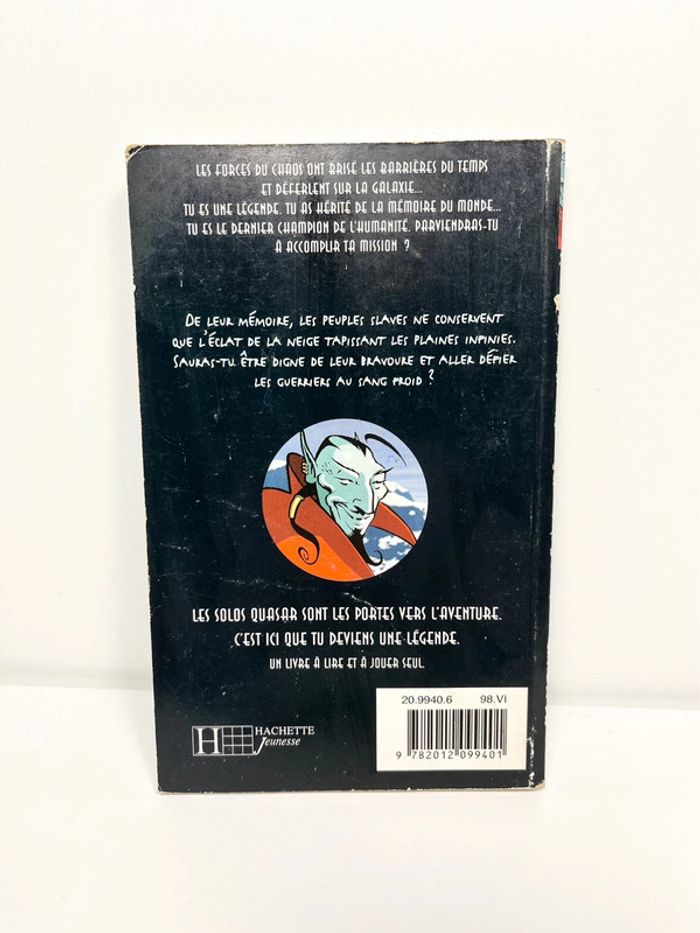 LES FORCES DU CHAOS ONT BRISÉ LES BARRIÈRES DU TEMPS
ET DÉFERLENT SUR LA GALAXIE...
TU ES UNE LÉGENDE. TU AS HÉRITÉ DE LA MÉMOIRE DU MONDE...
TU ES LE DERNIER CHAMPION DE L'HUMANITÉ. PARVIENDRAS-TU
À ACCOMPLIR TA MISSION ?
DE LEUR MÉMOIRE, LES PEUPLES SLAVES NE CONSERVENT
QUE L'ÉCLAT DE LA NEIGE TAPISSANT LES PLAINES INFINIES.
SAURAS-TU ÊTRE DIGNE DE LEUR BRAVOURE ET ALLER DÉFIER
LES GUERRIERS AU SANG FROID ?
LES SOLOS QUASAR SONT LES PORTES VERS L'AVENTURE.
C'EST ICI QUE TU DEVIENS UNE LÉGENDE.
UN LIVRE À LIRE ET À JOUER SEUL.
20.9940.6 98.VI
H HACHETTE
Jeunesse
9 782012 099401